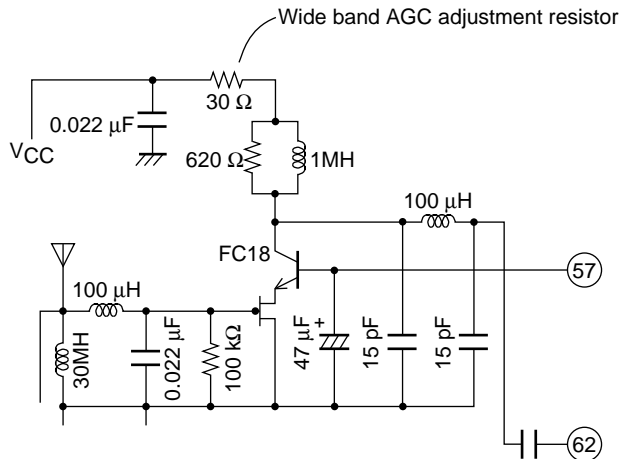 Wide band AGC adjustment resistor
30 Ω
0.022 μF
VCC
620 Ω
1MH
100 μH
FC18
57
100 μH
30MH
0.022 μF
100 kΩ
47 μF
+
15 pF
15 pF
62